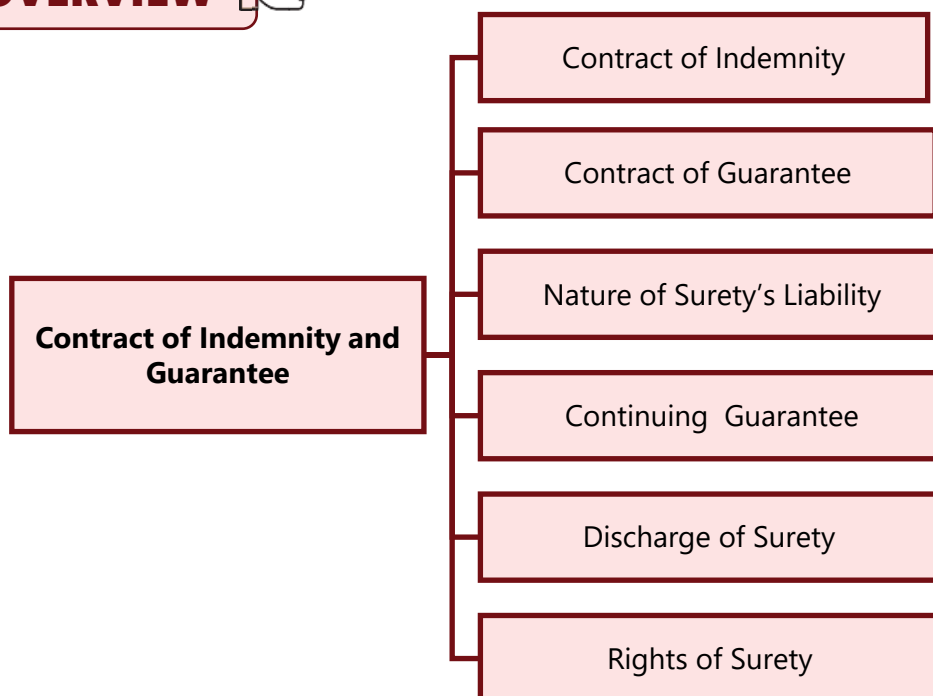 OVERVIEW
Contract of Indemnity
Contract of Guarantee
Nature of Surety’s Liability
Contract of Indemnity and
Guarantee
Continuing  Guarantee
Discharge of Surety
Rights of Surety